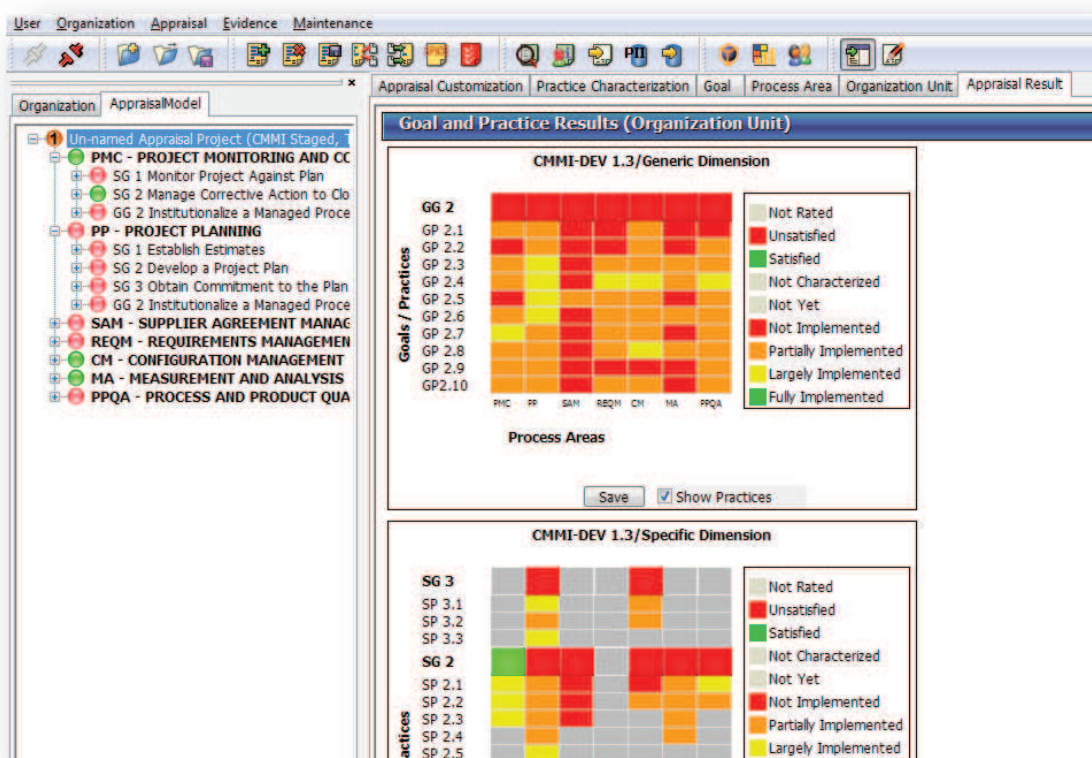 User Organization Appraisal Evidence Maintenance
PII
x
Organization AppraisalModel
1 Un-named Appraisal Project (CMMI Staged,
PMC - PROJECT MONITORING AND CC
SG 1 Monitor Project Against Plan
SG 2 Manage Corrective Action to Clo
GG 2 Institutionalize a Managed Proce
PP - PROJECT PLANNING
SG 1 Establish Estimates
SG 2 Develop a Project Plan
SG 3 Obtain Commitment to the Plan
GG 2 Institutionalize a Managed Proce
SAM - SUPPLIER AGREEMENT MANAG
REQM - REQUIREMENTS MANAGEMEN
CM - CONFIGURATION MANAGEMENT
MA - MEASUREMENT AND ANALYSIS
PPQA - PROCESS AND PRODUCT QUA
Appraisal Customization Practice Characterization Goal Process Area Organization Unit Appraisal Result
Goal and Practice Results (Organization Unit)
CMMI-DEV 1.3/Generic Dimension
Goals / Practices
GG 2
GP 2.1
GP 2.2
GP 2.3
GP 2.4
GP 2.5
GP 2.6
GP 2.7
GP 2.8
GP 2.9
GP2.10
PMC PP SAM REQM CM MA PPQA
Process Areas
Not Rated
Unsatisfied
Satisfied
Not Characterized
Not Yet
Not Implemented
Partially Implemented
Largely Implemented
Fully Implemented
Save Show Practices
CMMI-DEV 1.3/Specific Dimension
SG 3
SP 3.1
SP 3.2
SP 3.3
SG 2
SP 2.1
SP 2.2
SP 2.3
SP 2.4
SP 2.5
actices
Not Rated
Unsatisfied
Satisfied
Not Characterized
Not Yet
Not Implemented
Partially Implemented
Largely Implemented